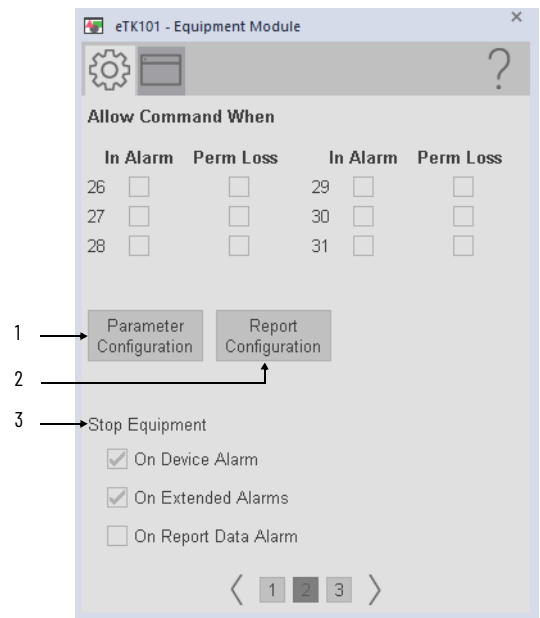 eTK101 - Equipment Module
×
?
Allow Command When
In Alarm Perm Loss In Alarm Perm Loss
26 29
27 30
28 31
1
Parameter Configuration
Report Configuration
2
3
Stop Equipment
On Device Alarm
On Extended Alarms
On Report Data Alarm
1 2 3